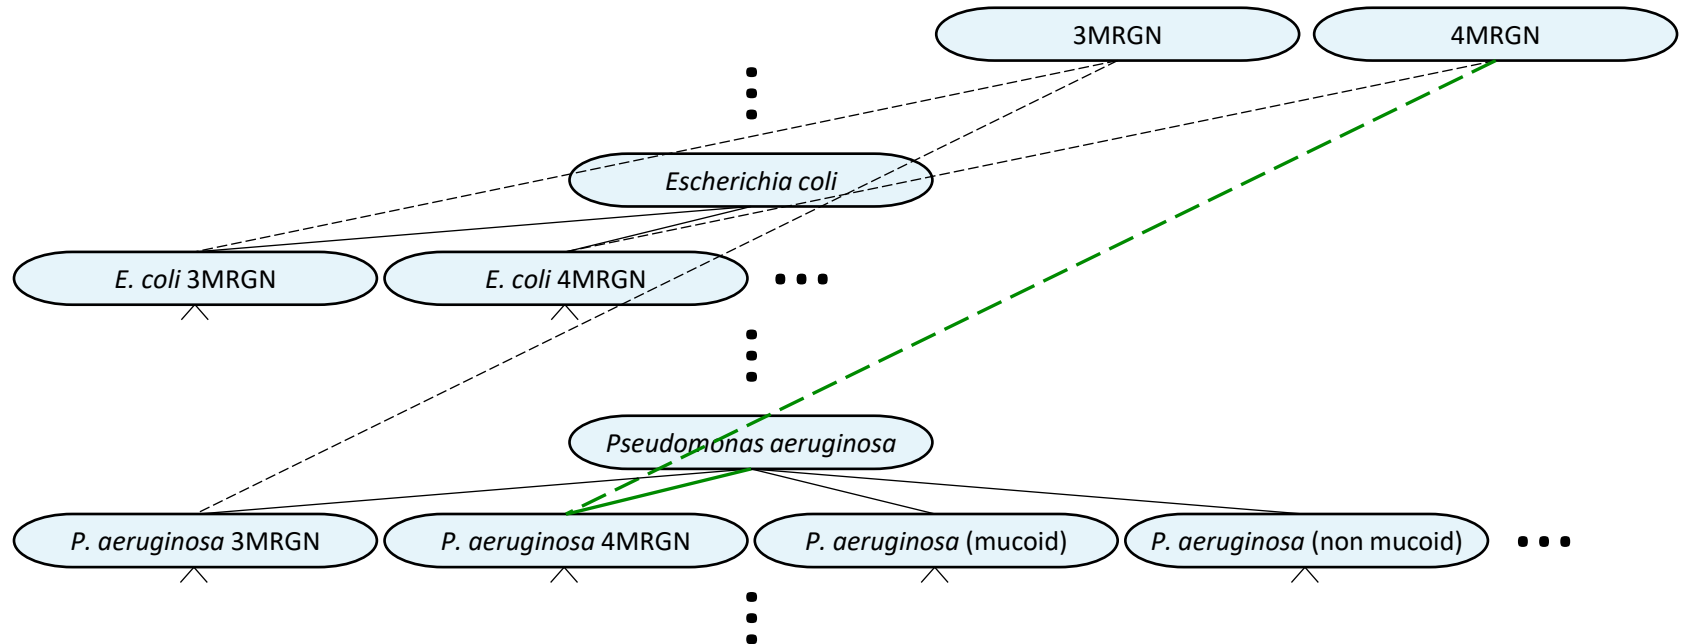 3MRGN
4MRGN
Escherichia coli
E. coli 3MRGN
E. coli 4MRGN
Pseudomonas aeruginosa
P. aeruginosa 3MRGN
P. aeruginosa 4MRGN
P. aeruginosa (mucoid)
P. aeruginosa (non mucoid)